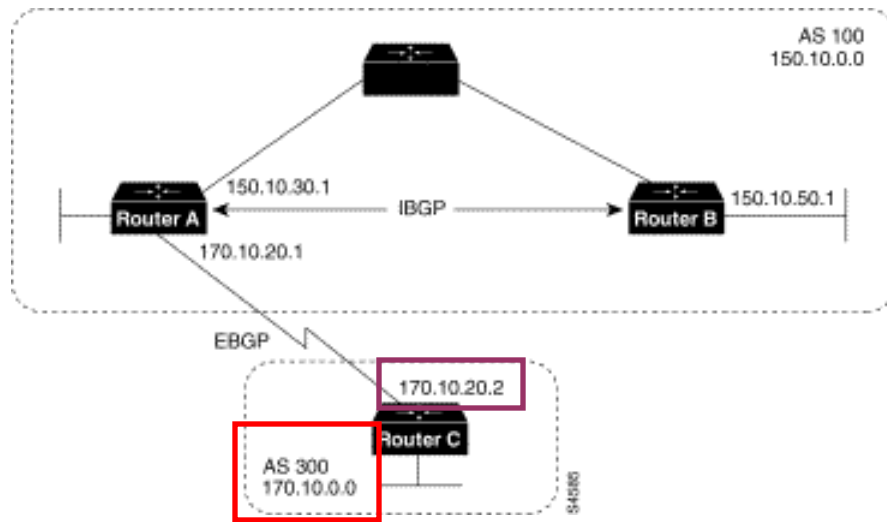 AS 100
150.10.0.0
150.10.30.1
Router A
IBGP
Router B
150.10.50.1
170.10.20.1
EBGP
170.10.20.2
Router C
AS 300
170.10.0.0
S4585